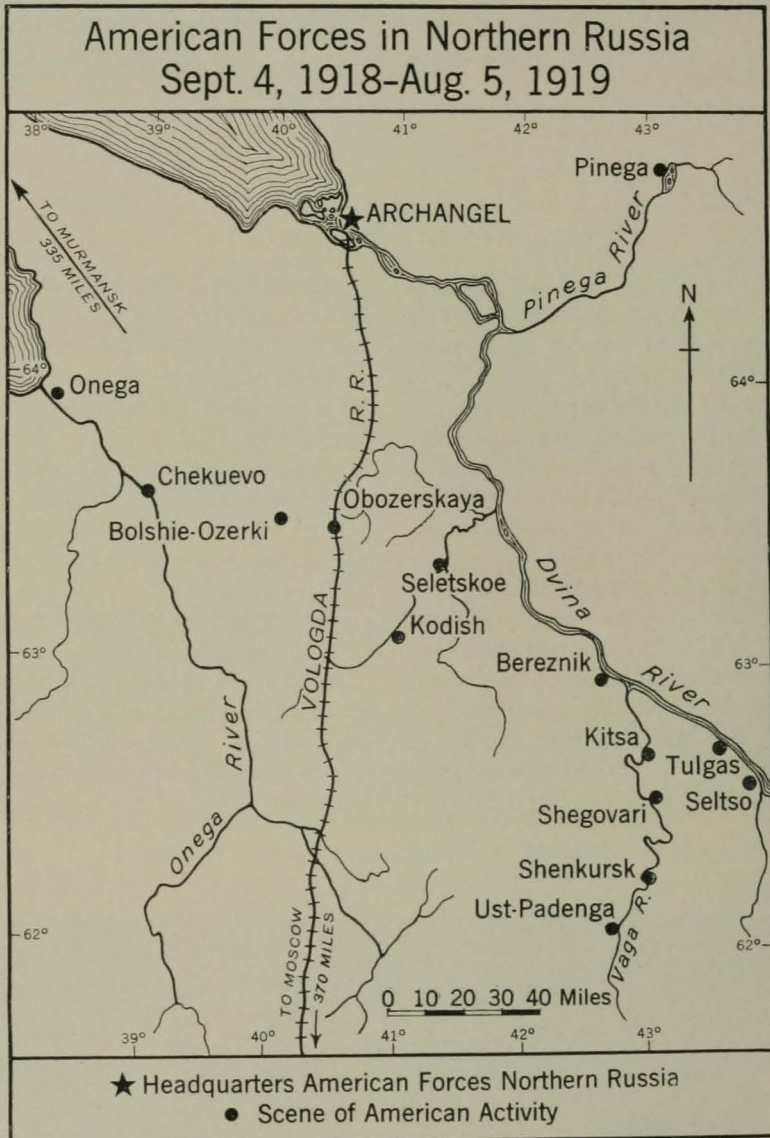 American Forces in Northern Russia
Sept. 4, 1918–Aug. 5, 1919
38° 39° 40° 41° 42° 43°
Pinega
ARCHANGEL
TO MURMANSK
335 MILES
Pinega River
N
R. R.
64° 64°
Onega
Chekuevo
Obozerskaya
Bolshie-Ozerki
Seletskoe
Dvina
Kodish
VOLOGDA
63° 63°
Bereznik
River
River
Kitsa
Tulgas
Seltso
Shegovari
Onega
Shenkursk
Ust-Padenga
Vaga R.
62° 62°
TO MOSCOW
370 MILES
0 10 20 30 40 Miles
39° 40° 41° 42° 43°
★ Headquarters American Forces Northern Russia
● Scene of American Activity